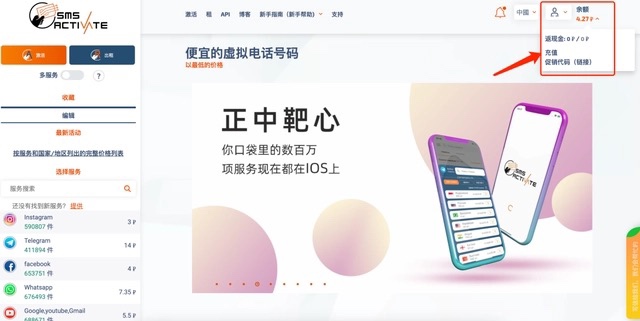 SMS
ACTIVATE
激活
租
API
博客
新手指南（新手帮助）
支持
中國
余额
4.27₽
返现金: 0 ₽ / 0 ₽
充值
促销代码（链接）
激活
出租
多服务
?
收藏
编辑
最新活动
按服务和国家/地区列出的完整价格列表
选择服务
服务搜索
还没有找到新服务? 提供
Instagram
590807 件
3 ₽
Telegram
411894 件
14 ₽
facebook
653751 件
4 ₽
Whatsapp
676493 件
7.35 ₽
Google,youtube,Gmail
688671 件
5.5 ₽
便宜的虚拟电话号码
以最低的价格
正中靶心
你口袋里的数百万
项服务现在都在IOS上
SMS
ACTIVATE